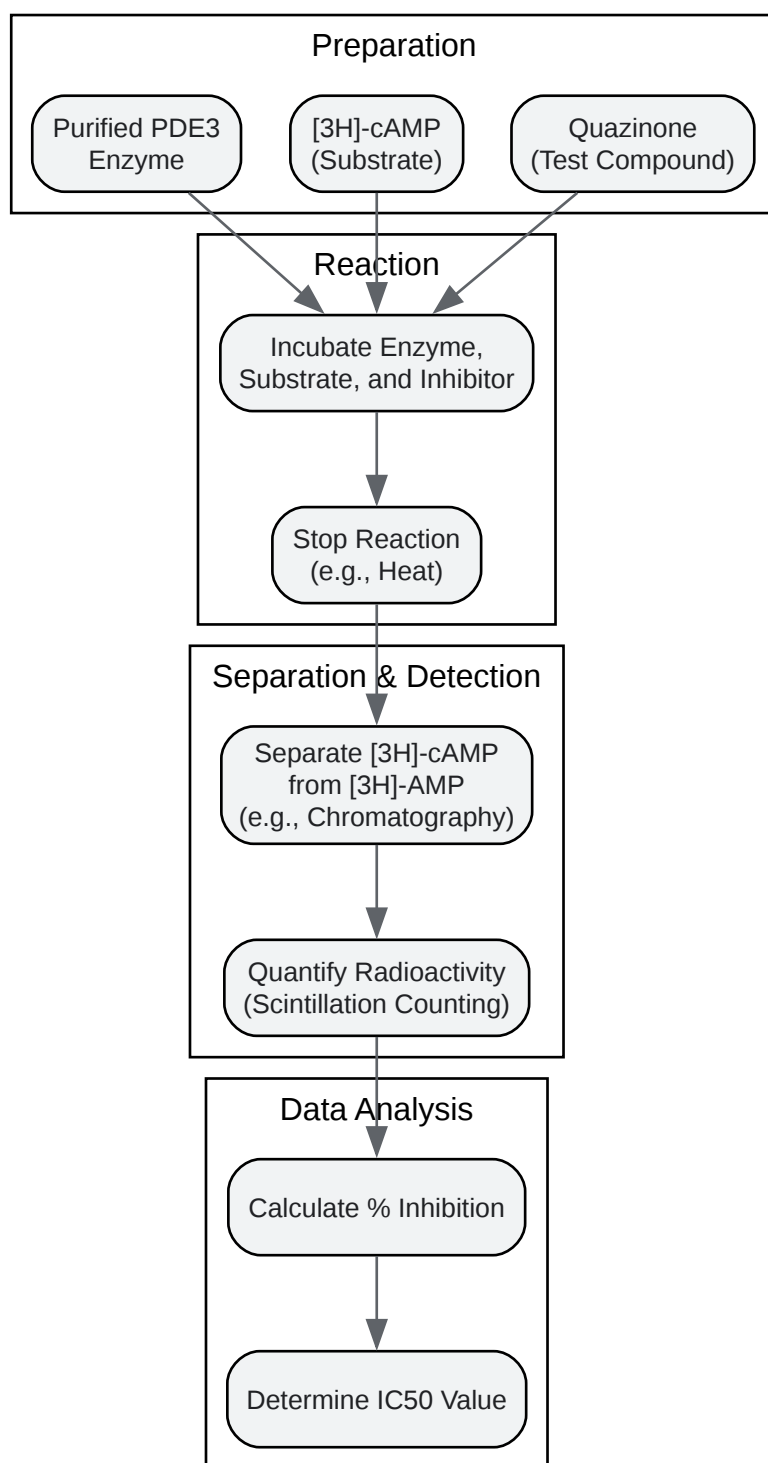 Preparation
Purified PDE3
Enzyme
[3H]-cAMP
(Substrate)
Quazinone
(Test Compound)
Reaction
Incubate Enzyme,
Substrate, and Inhibitor
Stop Reaction
(e.g., Heat)
Separation & Detection
Separate [3H]-cAMP
from [3H]-AMP
(e.g., Chromatography)
Quantify Radioactivity
(Scintillation Counting)
Data Analysis
Calculate % Inhibition
Determine IC50 Value